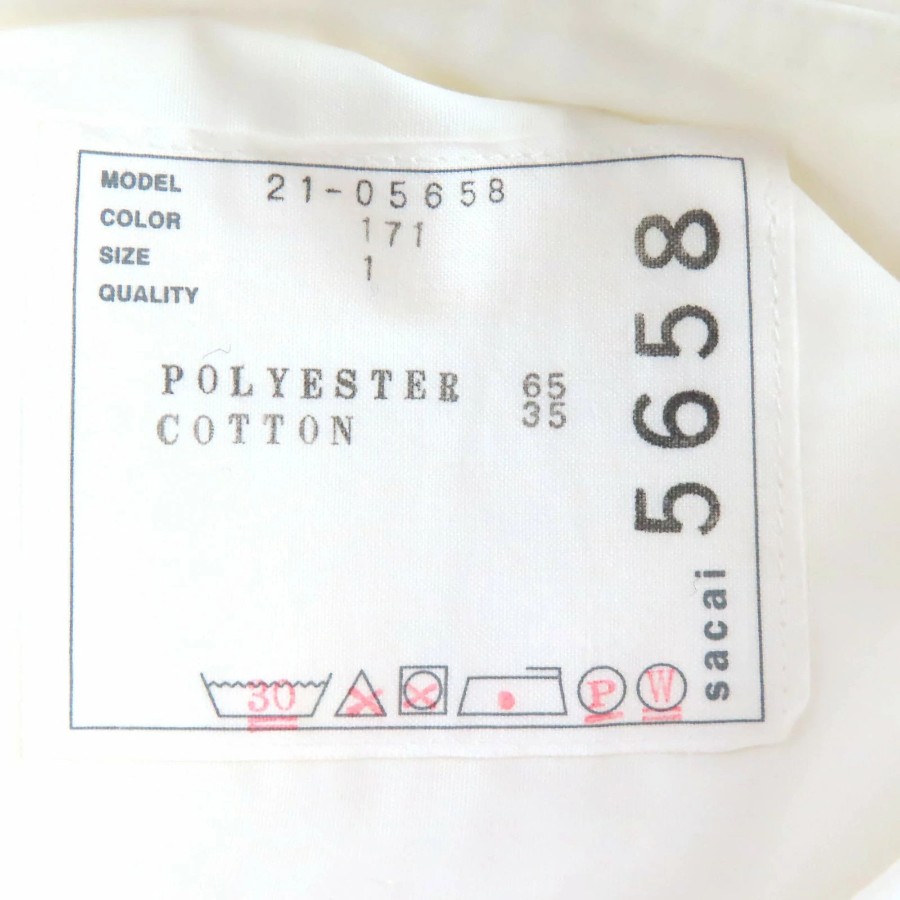 MODEL 21-05658
COLOR 171
SIZE 1
QUALITY
POLYESTER 65
COTTON 35
sacai 5658
30 P W